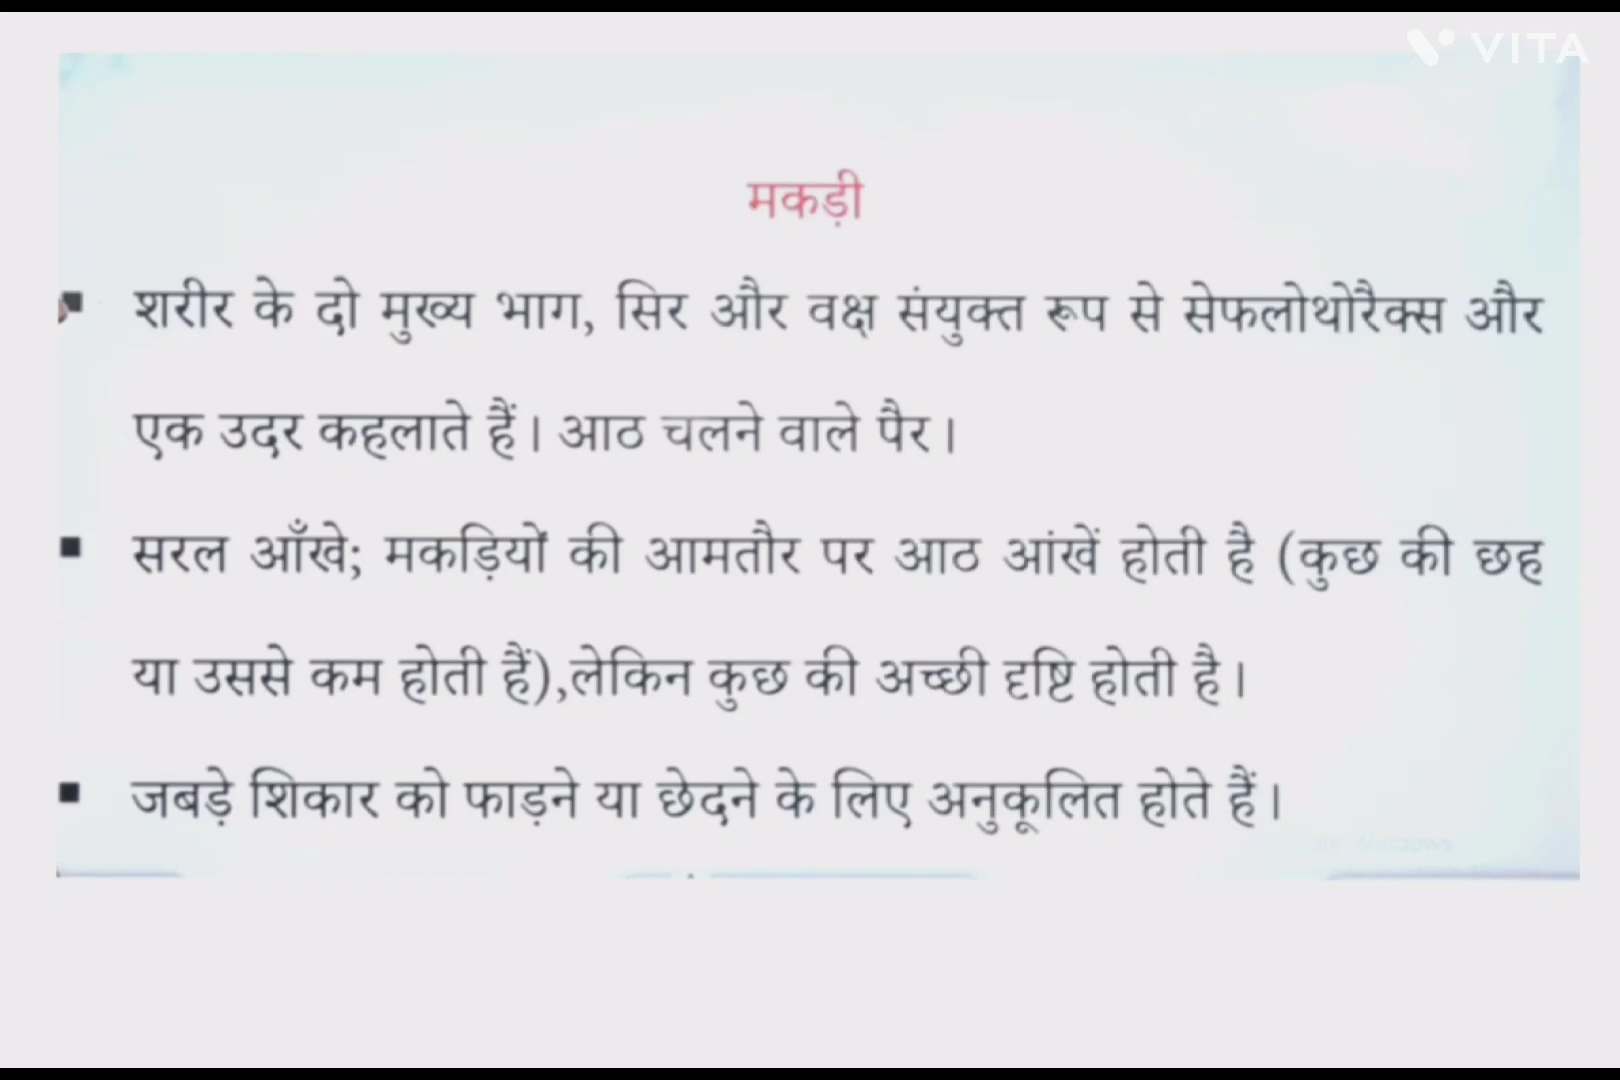 VITA
मकड़ी
▪ शरीर के दो मुख्य भाग, सिर और वक्ष संयुक्त रूप से सेफलोथोरैक्स और
एक उदर कहलाते हैं। आठ चलने वाले पैर।
▪ सरल आँखे; मकड़ियों की आमतौर पर आठ आंखें होती है (कुछ की छह
या उससे कम होती हैं),लेकिन कुछ की अच्छी दृष्टि होती है।
▪ जबड़े शिकार को फाड़ने या छेदने के लिए अनुकूलित होते हैं।
Windows